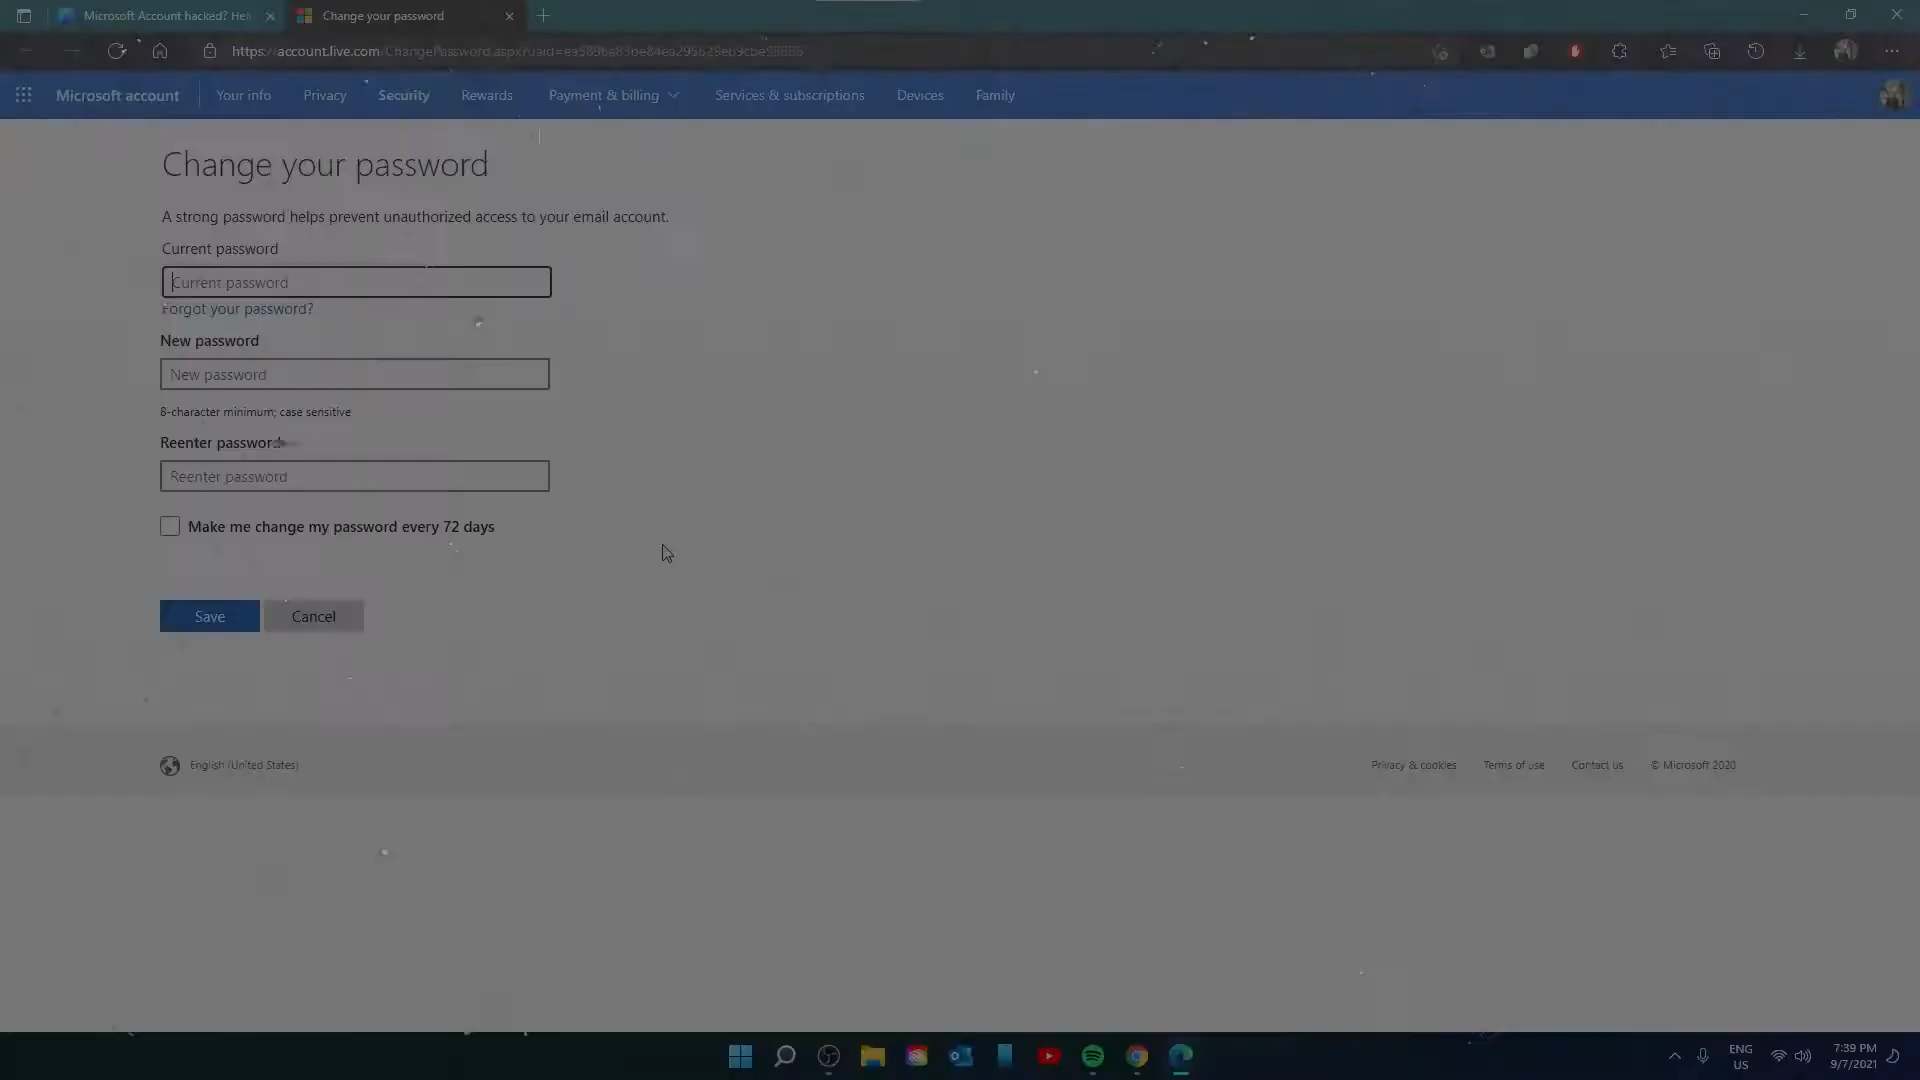 Microsoft Account hacked? Hel
Change your password
https://account.live.com/ChangePassword.aspx?uaid=
Microsoft account
Your info
Privacy
Security
Rewards
Payment & billing
Services & subscriptions
Devices
Family
Change your password
A strong password helps prevent unauthorized access to your email account.
Current password
Current password
Forgot your password?
New password
New password
8-character minimum; case sensitive
Reenter password
Reenter password
Make me change my password every 72 days
Save
Cancel
English (United States)
Privacy & cookies
Terms of use
Contact us
© Microsoft 2020
ENG
US
7:39 PM
9/7/2021